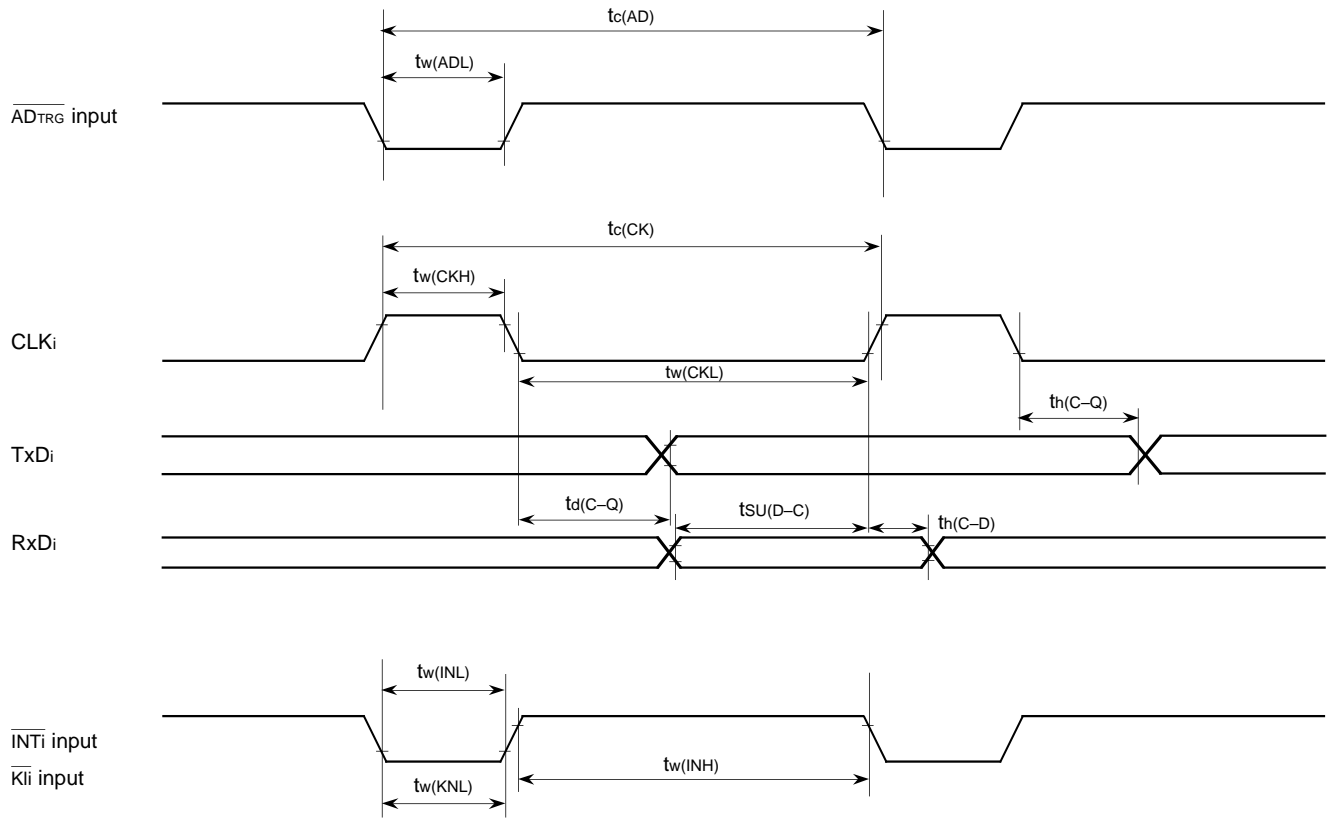 tc(AD)
tw(ADL)
ADTRG input
tc(CK)
tw(CKH)
CLKi
tw(CKL)
th(C–Q)
TxDi
td(C–Q)
tSU(D–C)
th(C–D)
RxDi
tw(INL)
INTi input
tw(INH)
KIi input
tw(KNL)